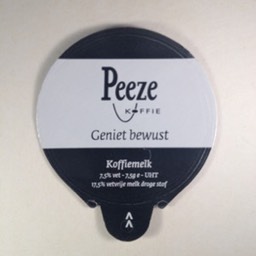 Peeze
KOFFIE
Geniet bewust
Koffiemelk
7,5% vet - 7,5g e - UHT
17,5% vetvrije melk droge stof